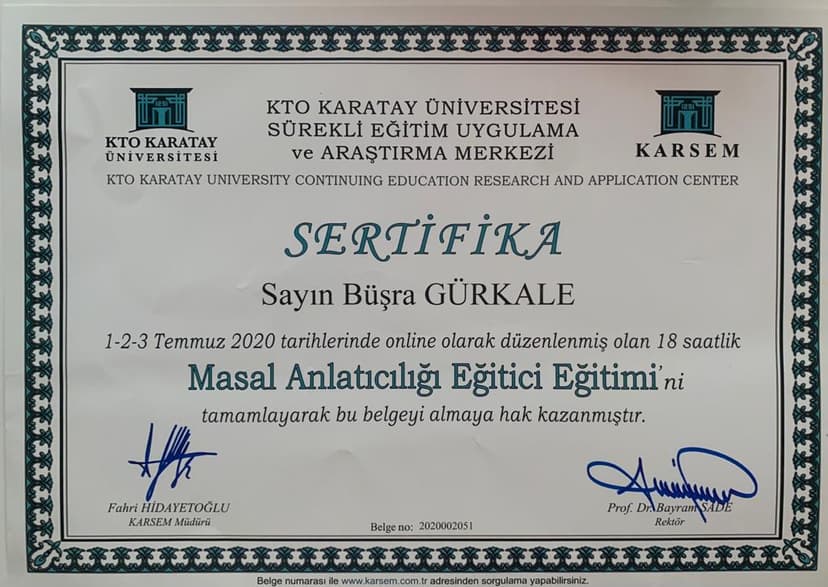 KTO KARATAY
ÜNİVERSİTESİ
KTO KARATAY ÜNİVERSİTESİ
SÜREKLİ EĞİTİM UYGULAMA
ve ARAŞTIRMA MERKEZİ
KARSEM
KTO KARATAY UNIVERSITY CONTINUING EDUCATION RESEARCH AND APPLICATION CENTER
SERTİFİKA
Sayın Büşra GÜRKALE
1-2-3 Temmuz 2020 tarihlerinde online olarak düzenlenmiş olan 18 saatlik
Masal Anlatıcılığı Eğitici Eğitimi'ni
tamamlayarak bu belgeyi almaya hak kazanmıştır.
Fahri HİDAYETOĞLU
KARSEM Müdürü
Belge no: 2020002051
Prof. Dr. Bayram SADE
Rektör
Belge numarası ile www.karsem.com.tr adresinden sorgulama yapabilirsiniz.